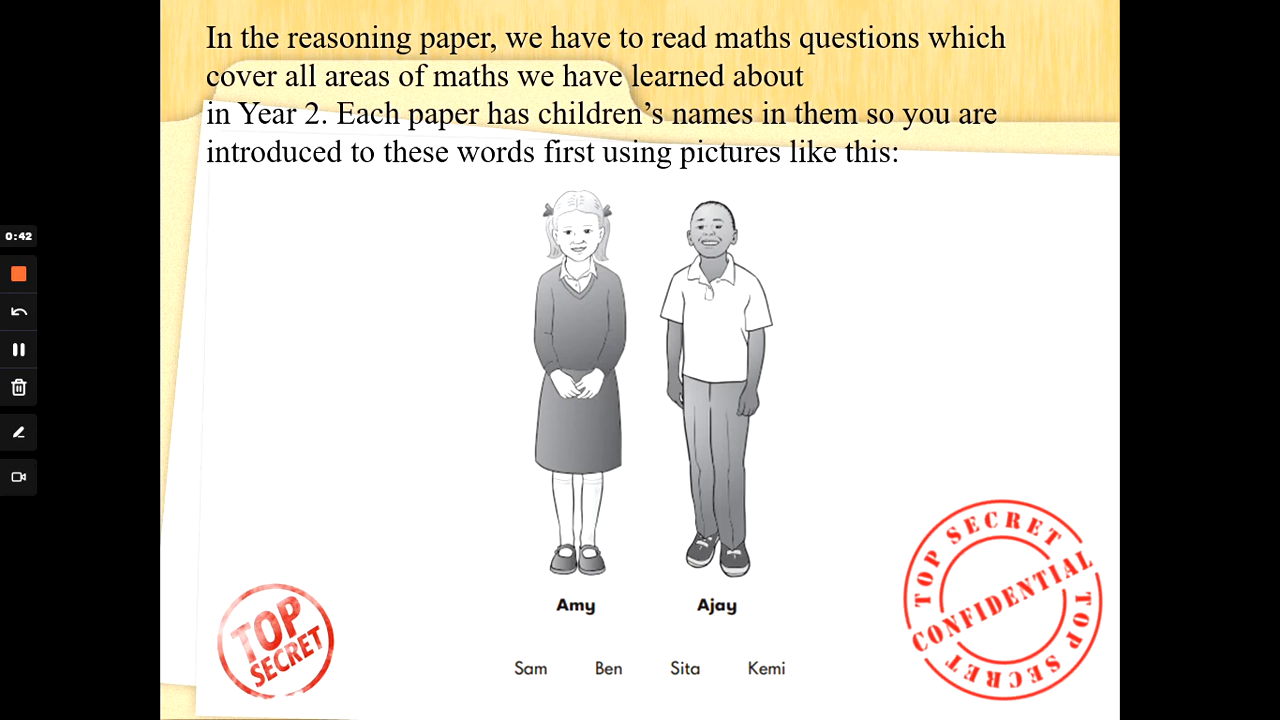 In the reasoning paper, we have to read maths questions which
cover all areas of maths we have learned about
in Year 2. Each paper has children’s names in them so you are
introduced to these words first using pictures like this:
0:42
Amy Ajay
Sam Ben Sita Kemi
TOP SECRET
TOP SECRET TOP SECRET
CONFIDENTIAL